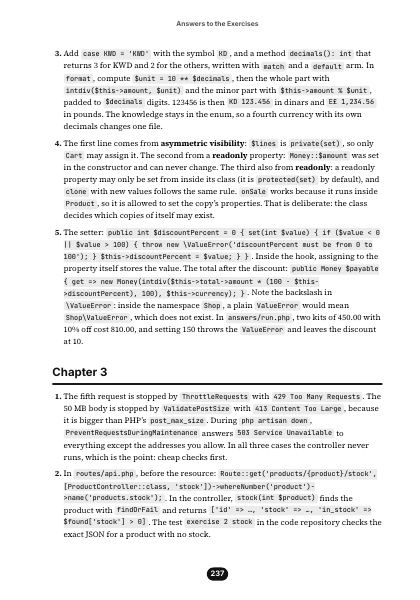 Answers to the Exercises
3. Add case KWD = 'KWD' with the symbol KD, and a method decimals(): int that
returns 3 for KWD and 2 for the others, written with match and a default arm. In
format, compute $unit = 10 ** $decimals, then the whole part with
intdiv($this->amount, $unit) and the minor part with $this->amount % $unit,
padded to $decimals digits. 123456 is then KD 123.456 in dinars and E£ 1,234.56
in pounds. The knowledge stays in the enum, so a fourth currency with its own
decimals changes one file.
4. The first line comes from asymmetric visibility: $lines is private(set), so only
Cart may assign it. The second from a readonly property: Money::$amount was set
in the constructor and can never change. The third also from readonly: a readonly
property may only be set from inside its class (it is protected(set) by default), and
clone with new values follows the same rule. onSale works because it runs inside
Product, so it is allowed to set the copy's properties. That is deliberate: the class
decides which copies of itself may exist.
5. The setter: public int $discountPercent = 0 { set(int $value) { if ($value < 0
|| $value > 100) { throw new \ValueError('discountPercent must be from 0 to
100'); } $this->discountPercent = $value; } }. Inside the hook, assigning to the
property itself stores the value. The total after the discount: public Money $payable
{ get => new Money(intdiv($this->total->amount * (100 - $this-
>discountPercent), 100), $this->currency); }. Note the backslash in
\ValueError: inside the namespace Shop, a plain ValueError would mean
Shop\ValueError, which does not exist. In answers/run.php, two kits of 450.00 with
10% off cost 810.00, and setting 150 throws the ValueError and leaves the discount
at 10.
Chapter 3
1. The fifth request is stopped by ThrottleRequests with 429 Too Many Requests. The
50 MB body is stopped by ValidatePostSize with 413 Content Too Large, because
it is bigger than PHP's post_max_size. During php artisan down,
PreventRequestsDuringMaintenance answers 503 Service Unavailable to
everything except the addresses you allow. In all three cases the controller never
runs, which is the point: cheap checks first.
2. In routes/api.php, before the resource: Route::get('products/{product}/stock',
[ProductController::class, 'stock'])->whereNumber('product')-
>name('products.stock');. In the controller, stock(int $product) finds the
product with findOrFail and returns ['id' => …, 'stock' => …, 'in_stock' =>
$found['stock'] > 0]. The test exercise 2 stock in the code repository checks the
exact JSON for a product with no stock.
237